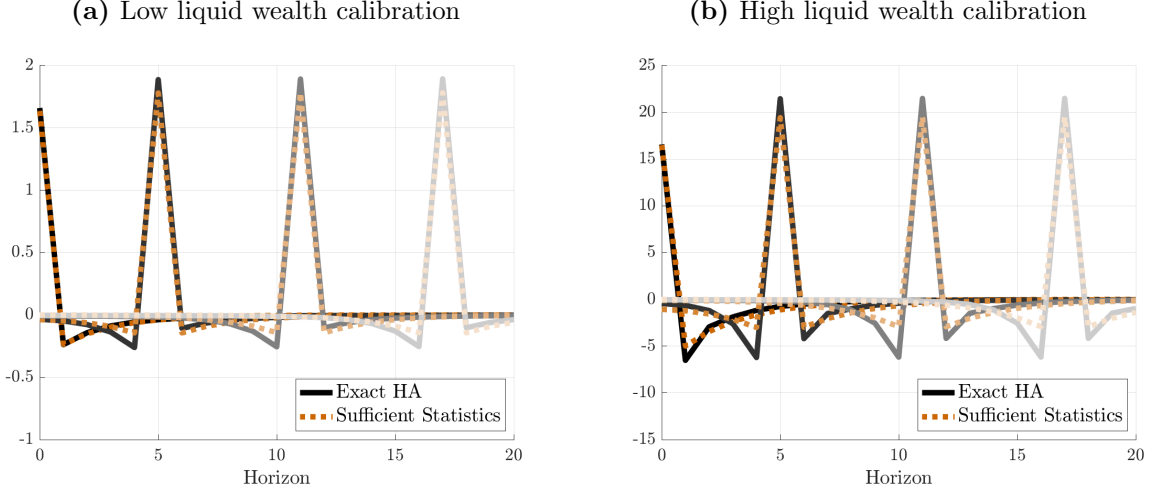 (a) Low liquid wealth calibration
2
1.5
1
0.5
0
-0.5
-1
0 5 10 15 20
Horizon
Exact HA
Sufficient Statistics
(b) High liquid wealth calibration
25
20
15
10
5
0
-5
-10
-15
0 5 10 15 20
Horizon
Exact HA
Sufficient Statistics